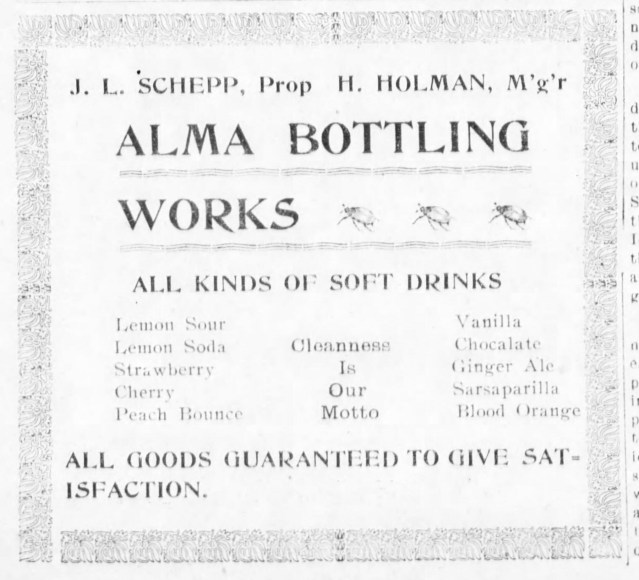 J. L. SCHEPP, Prop H. HOLMAN, M'g'r
ALMA BOTTLING
WORKS
ALL KINDS OF SOFT DRINKS
Lemon Sour
Lemon Soda
Strawberry
Cherry
Peach Bounce
Cleanness
Is
Our
Motto
Vanilla
Chocalate
Ginger Ale
Sarsaparilla
Blood Orange
ALL GOODS GUARANTEED TO GIVE SAT=
ISFACTION.